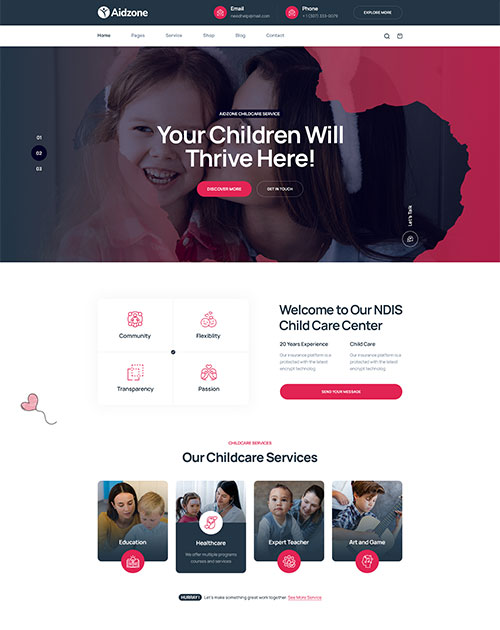 Aidzone
Email
needhelp@mail.com
Phone
+1 (307) 334-0079
EXPLORE MORE
Home Pages Service Shop Blog Contact
AIDZONE CHILDCARE SERVICE
Your Children Will
Thrive Here!
01
02
03
DISCOVER MORE
GET IN TOUCH
Let's Talk
Community
Flexiblity
Transparency
Passion
Welcome to Our NDIS
Child Care Center
20 Years Experience
Our insurance platform is a
protected with the latest
encrypt technolog
Child Care
Our insurance platform is a
protected with the latest
encrypt technolog
SEND YOUR MESSAGE
CHILDCARE SERVICES
Our Childcare Services
Education
Healthcare
We offer multiple programs
courses and services
Expert Teacher
Art and Game
HURRAY! Let's make something great work together. See More Service